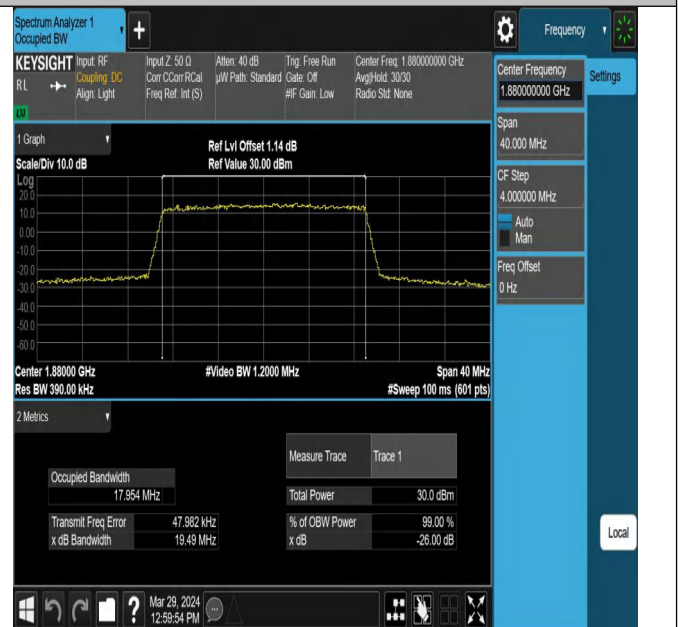 Spectrum Analyzer 1
Occupied BW
+
Frequency
KEYSIGHT
RL
LXI
Input: RF
Coupling: DC
Align: Light
Input Z: 50 Ω
Corr CCorr RCal
Freq Ref: Int (S)
Atten: 40 dB
µW Path: Standard
Trig: Free Run
Gate: Off
#IF Gain: Low
Center Freq: 1.880000000 GHz
Avg|Hold: 30/30
Radio Std: None
Center Frequency
1.880000000 GHz
Settings
Span
40.000 MHz
CF Step
4.000000 MHz
Auto
Man
Freq Offset
0 Hz
Local
1 Graph
Scale/Div 10.0 dB
Ref Lvl Offset 1.14 dB
Ref Value 30.00 dBm
Log
20.0
10.0
0.00
-10.0
-20.0
-30.0
-40.0
-50.0
-60.0
Center 1.88000 GHz
Res BW 390.00 kHz
#Video BW 1.2000 MHz
Span 40 MHz
#Sweep 100 ms (601 pts)
2 Metrics
Occupied Bandwidth
17.954 MHz
Transmit Freq Error 47.982 kHz
x dB Bandwidth 19.49 MHz
Measure Trace Trace 1
Total Power 30.0 dBm
% of OBW Power 99.00 %
x dB -26.00 dB
?
Mar 29, 2024
12:59:54 PM